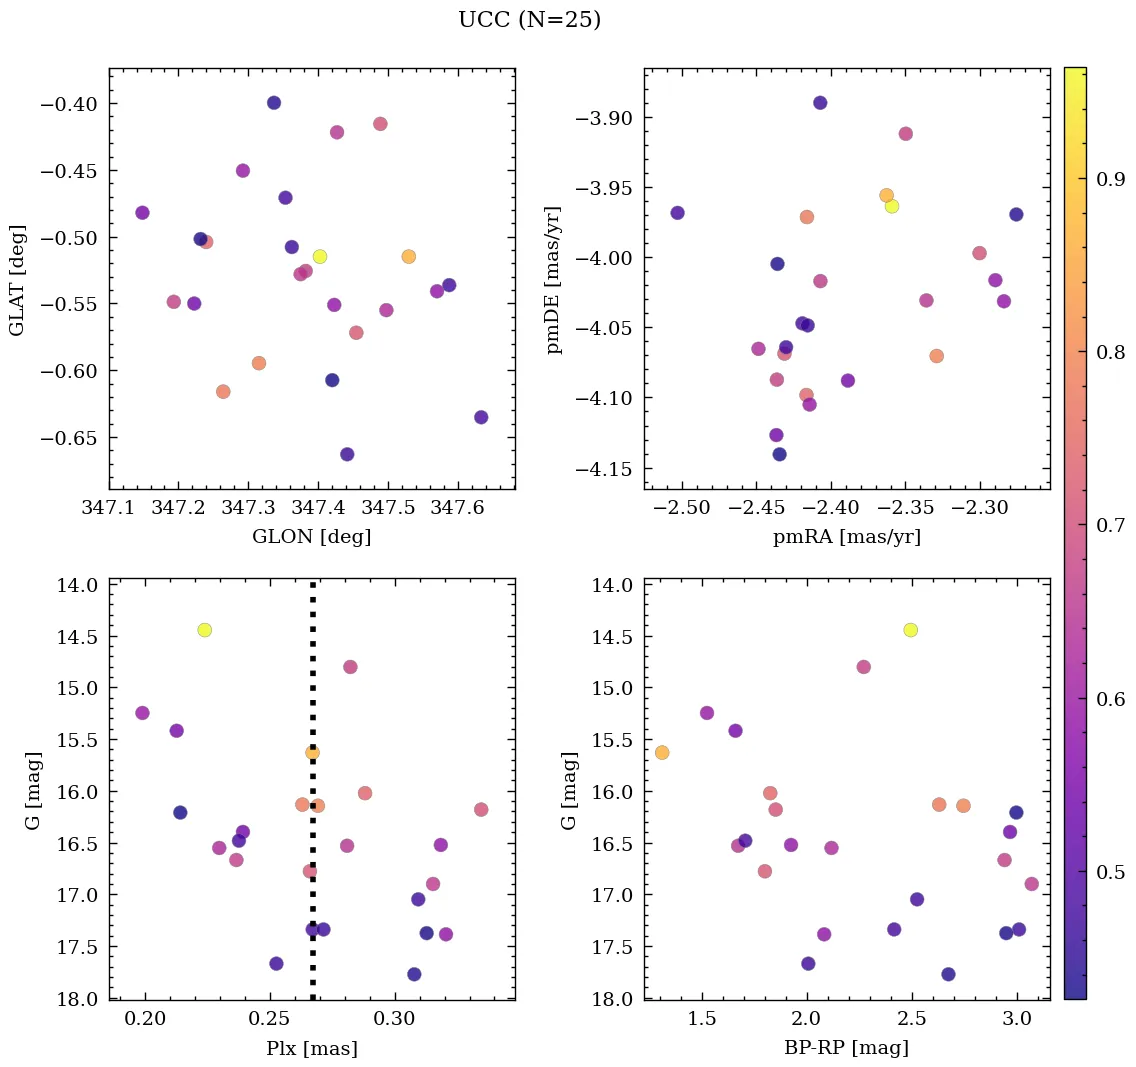 UCC (N=25)
−0.40
−0.45
−0.50
−0.55
−0.60
−0.65
GLAT [deg]
347.1 347.2 347.3 347.4 347.5 347.6
GLON [deg]
−3.90
−3.95
−4.00
−4.05
−4.10
−4.15
pmDE [mas/yr]
−2.50 −2.45 −2.40 −2.35 −2.30
pmRA [mas/yr]
0.9
0.8
0.7
0.6
0.5
14.0
14.5
15.0
15.5
16.0
16.5
17.0
17.5
18.0
G [mag]
0.20 0.25 0.30
Plx [mas]
14.0
14.5
15.0
15.5
16.0
16.5
17.0
17.5
18.0
G [mag]
1.5 2.0 2.5 3.0
BP-RP [mag]